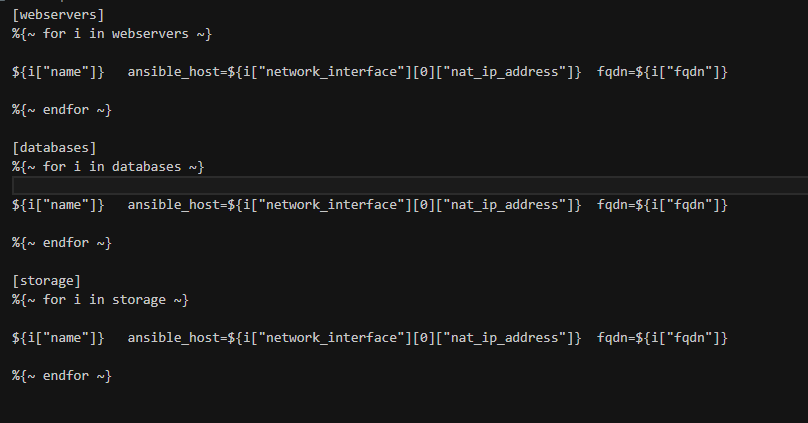 [webservers]
%{~ for i in webservers ~}
${i["name"]}   ansible_host=${i["network_interface"][0]["nat_ip_address"]}  fqdn=${i["fqdn"]}
%{~ endfor ~}
[databases]
%{~ for i in databases ~}
${i["name"]}   ansible_host=${i["network_interface"][0]["nat_ip_address"]}  fqdn=${i["fqdn"]}
%{~ endfor ~}
[storage]
%{~ for i in storage ~}
${i["name"]}   ansible_host=${i["network_interface"][0]["nat_ip_address"]}  fqdn=${i["fqdn"]}
%{~ endfor ~}